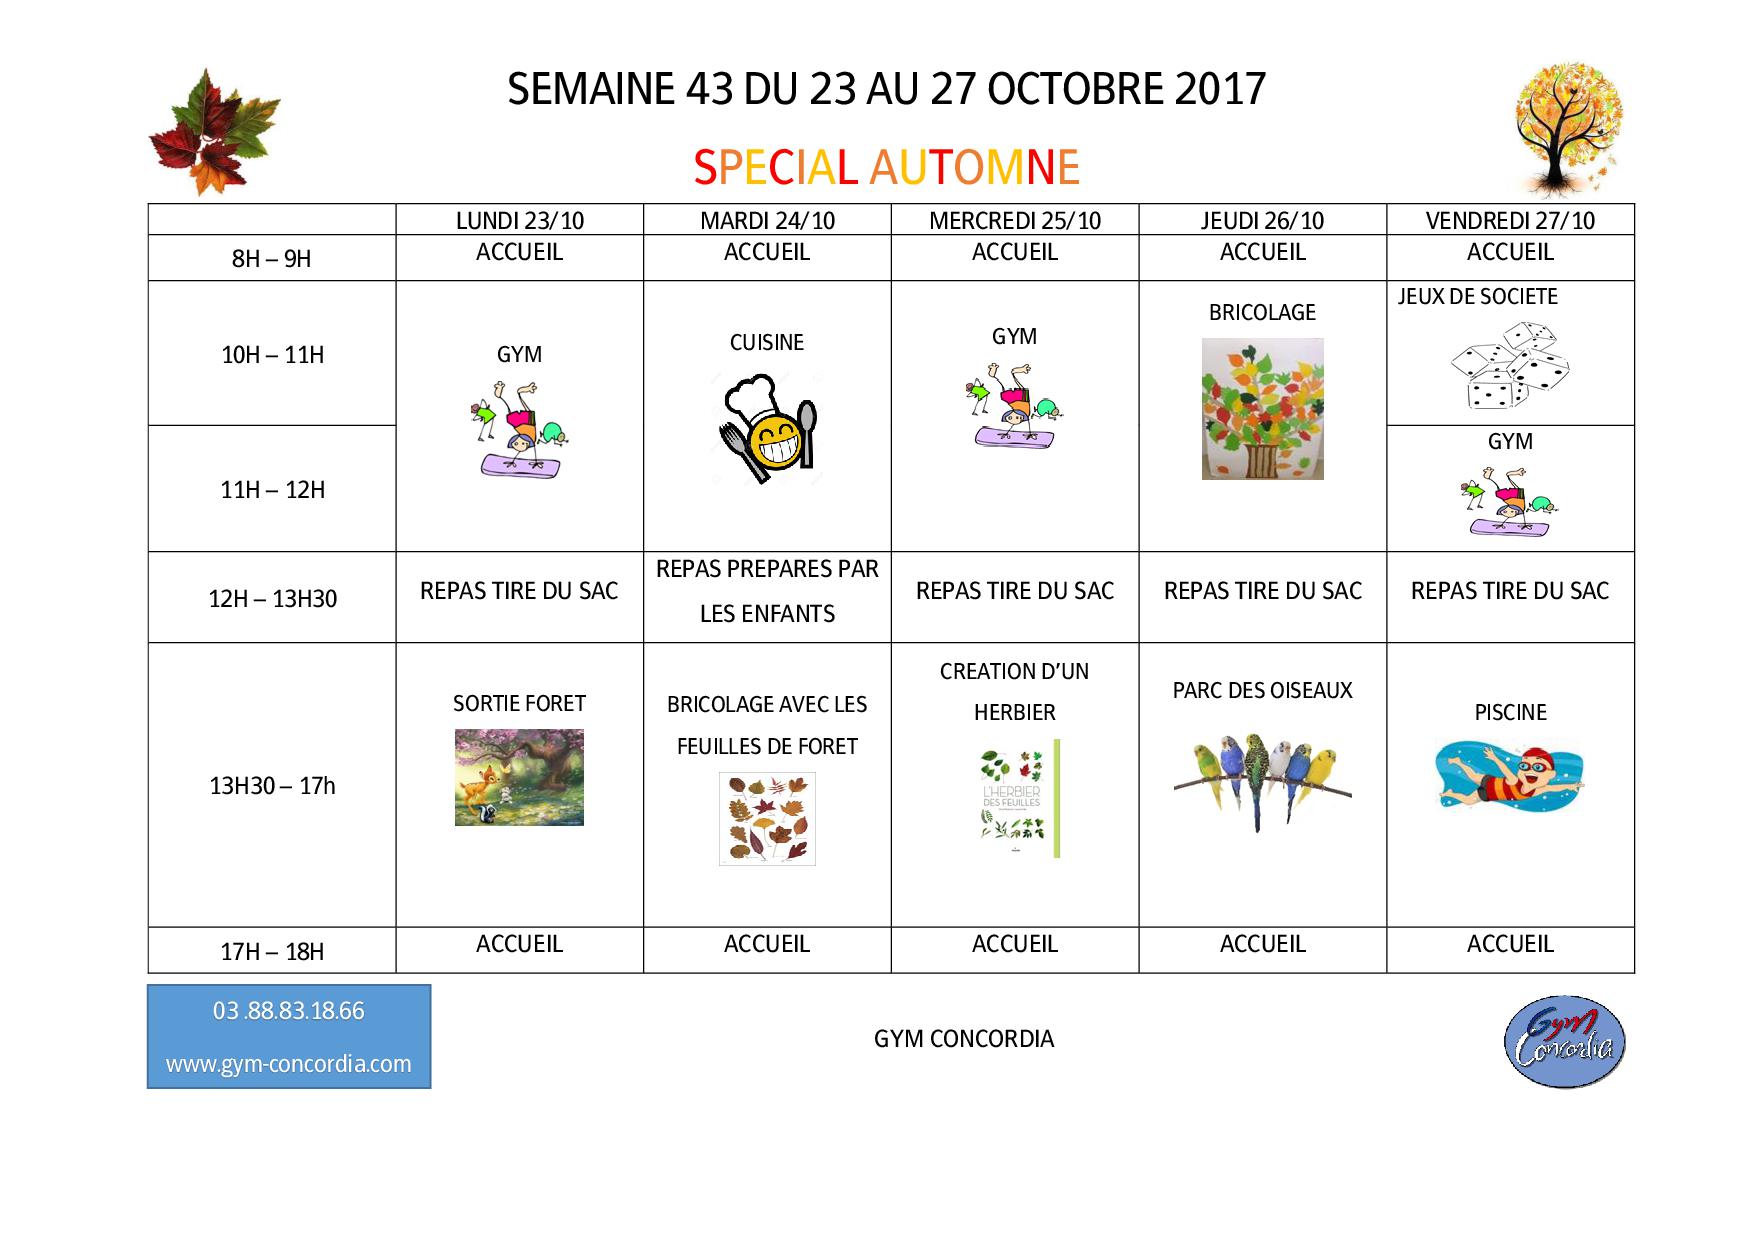 SEMAINE 43 DU 23 AU 27 OCTOBRE 2017
SPECIAL AUTOMNE
LUNDI 23/10 MARDI 24/10 MERCREDI 25/10 JEUDI 26/10 VENDREDI 27/10
8H – 9H ACCUEIL ACCUEIL ACCUEIL ACCUEIL ACCUEIL
10H – 11H
GYM
CUISINE
GYM
BRICOLAGE
JEUX DE SOCIETE
11H – 12H
GYM
12H – 13H30
REPAS TIRE DU SAC
REPAS PREPARES PAR
LES ENFANTS
REPAS TIRE DU SAC
REPAS TIRE DU SAC
REPAS TIRE DU SAC
13H30 – 17h
SORTIE FORET
BRICOLAGE AVEC LES
FEUILLES DE FORET
CREATION D’UN
HERBIER
L'HERBIER
DES FEUILLES
PARC DES OISEAUX
PISCINE
17H – 18H ACCUEIL ACCUEIL ACCUEIL ACCUEIL ACCUEIL
03 .88.83.18.66
www.gym-concordia.com
GYM CONCORDIA
Gym
Concordia